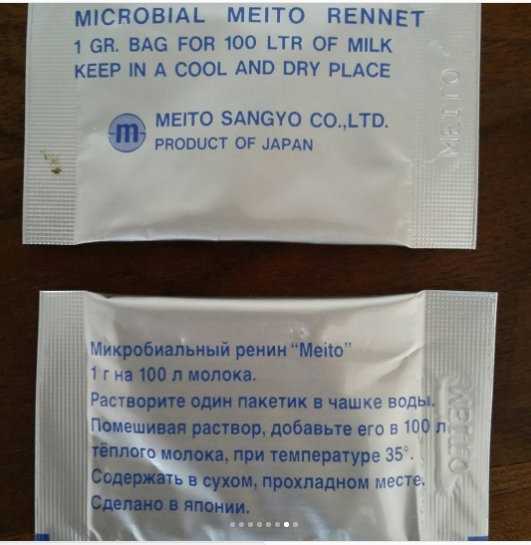 MICROBIAL MEITO RENNET
1 GR. BAG FOR 100 LTR OF MILK
KEEP IN A COOL AND DRY PLACE
m
MEITO SANGYO CO.,LTD.
PRODUCT OF JAPAN
MEITO
Микробиальный ренин "Meito"
1 г на 100 л молока.
Растворите один пакетик в чашке воды.
Помешивая раствор, добавьте его в 100 л
тёплого молока, при температуре 35°.
Содержать в сухом, прохладном месте.
Сделано в японии.
MEITO